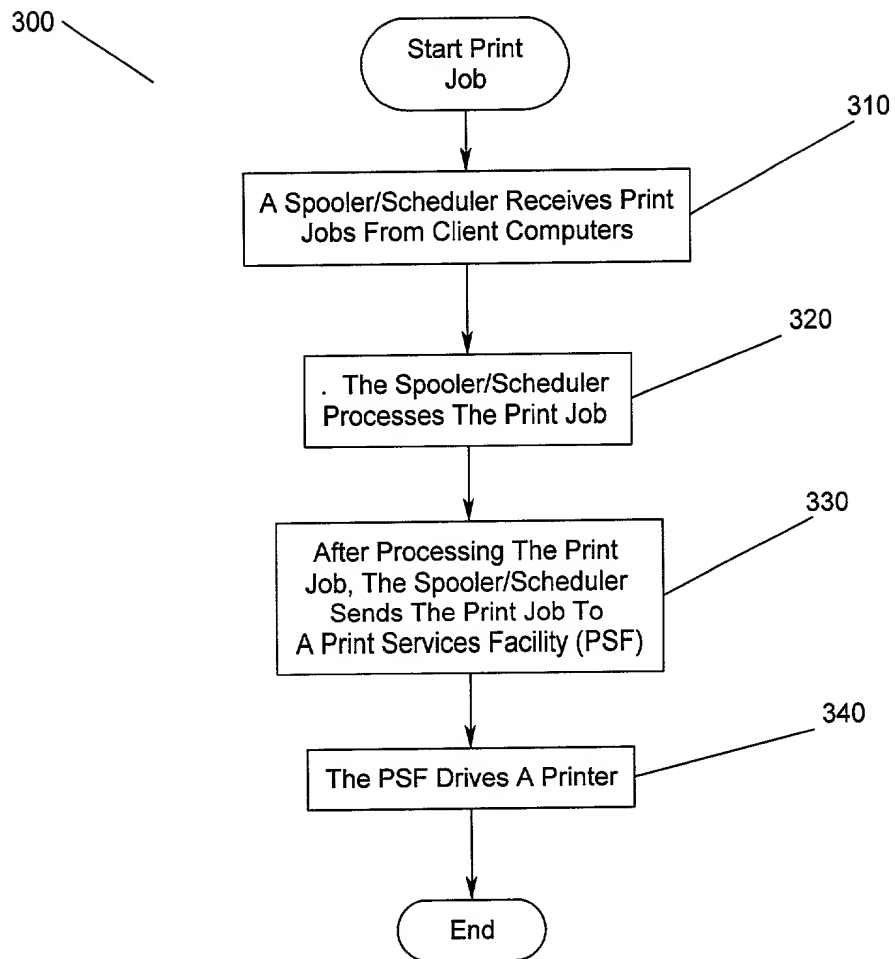 300
Start Print
Job
310
A Spooler/Scheduler Receives Print
Jobs From Client Computers
320
. The Spooler/Scheduler
Processes The Print Job
330
After Processing The Print
Job, The Spooler/Scheduler
Sends The Print Job To
A Print Services Facility (PSF)
340
The PSF Drives A Printer
End